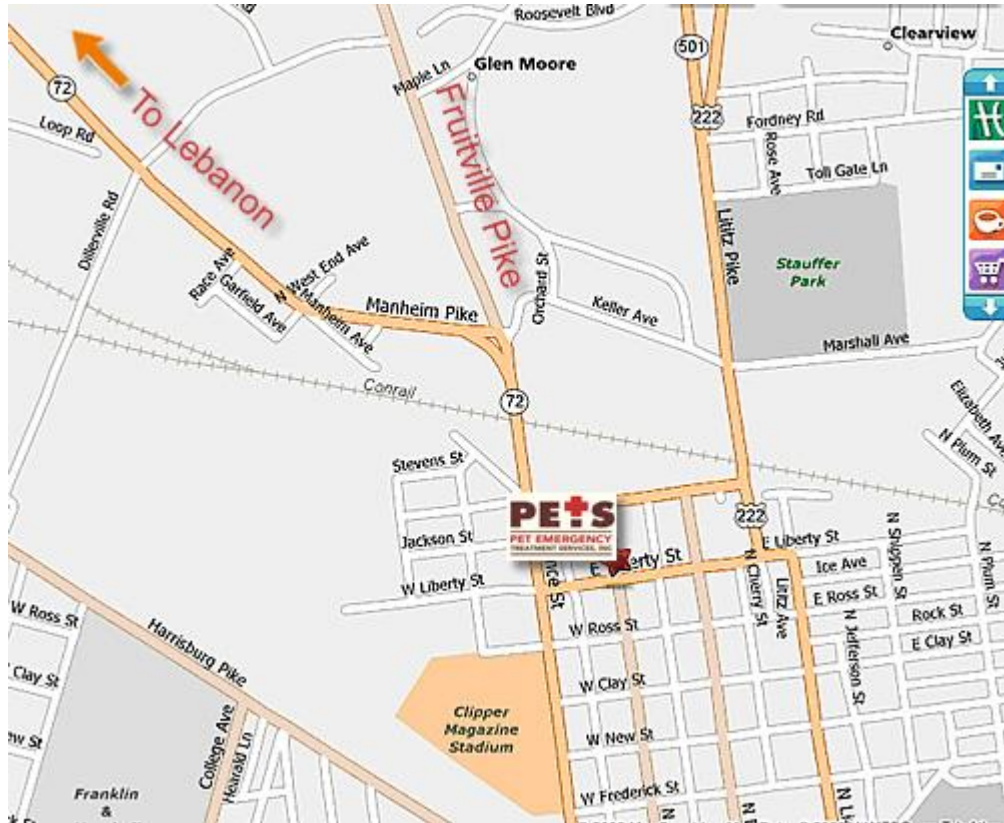 Roosevelt Blvd
Clearview
501
Glen Moore
72
To Lebanon
Maple Ln
Fruitville Pike
222
Fordney Rd
Rose Ave
Loop Rd
Toll Gate Ln
Dillerville Rd
Lititz Pike
Stauffer
Park
N West End Ave
Race Ave
Garfield Ave
N Manheim Ave
Manheim Pike
Orchard St
Keller Ave
Marshall Ave
Conrail
72
Elizabeth Ave
N Plum St
Stevens St
PETS
PET EMERGENCY
TREATMENT SERVICES, INC
222
Jackson St
E Liberty St
N Shippen St
N Plum St
W Liberty St
N Cherry St
Lititz Ave
Ice Ave
E Ross St
Rock St
E Clay St
N Jefferson St
W Ross St
W Ross St
Harrisburg Pike
W Clay St
Clay St
Clipper
Magazine
Stadium
W New St
College Ave
W Frederick St
Franklin
&